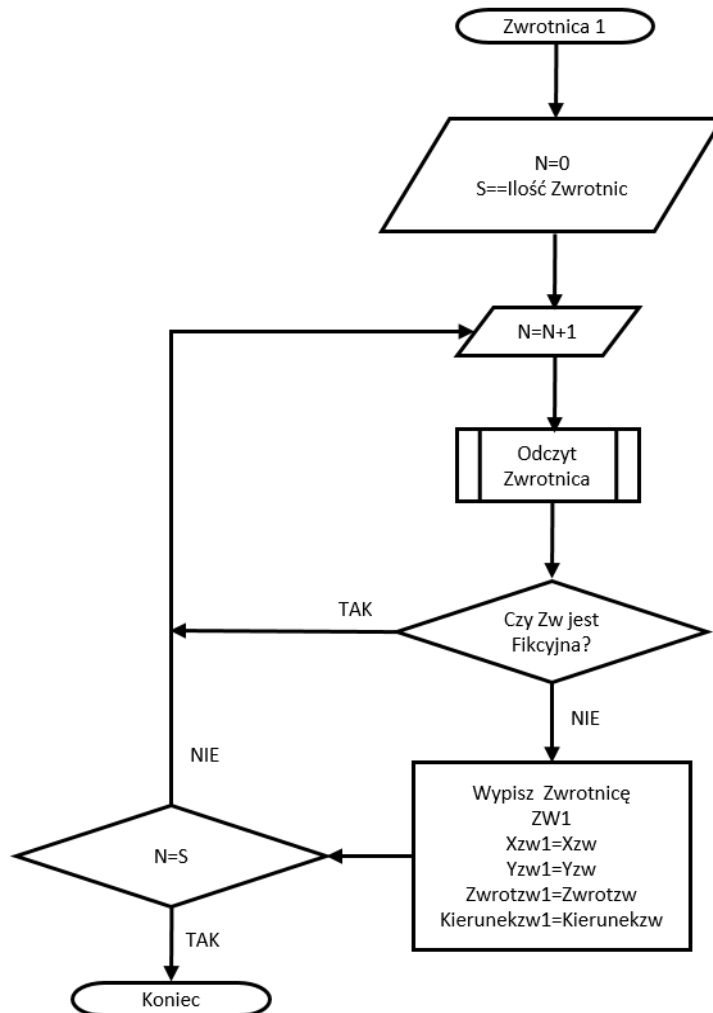 Zwrotnica 1
N=0
S==Ilość Zwrotnic
N=N+1
Odczyt
Zwrotnica
Czy Zw jest
Fikcyjna?
TAK
NIE
Wypisz Zwrotnicę
ZW1
Xzw1=Xzw
Yzw1=Yzw
Zwrotzw1=Zwrotzw
Kierunekzw1=Kierunekzw
NIE
N=S
TAK
Koniec